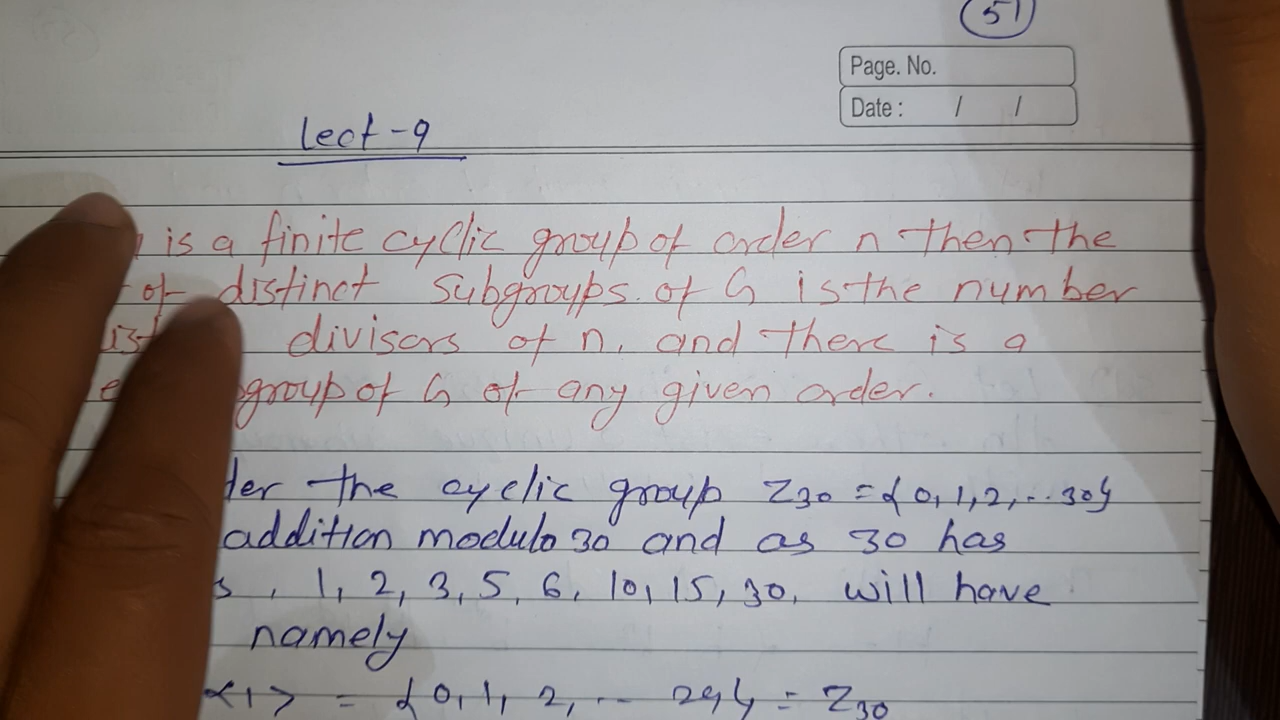 51
Page. No.
Date : / /
Lect-9
is a finite cyclic group of order n then the
of distinct subgroups. of G is the number
divisors of n, and there is a
group of G of any given order.
der the cyclic group Z30 = {0, 1, 2, ... 30}
addition modulo 30 and as 30 has
s , 1, 2, 3, 5, 6, 10, 15, 30, will have
namely
<1> = {0, 1, 2, ... 29} = Z30